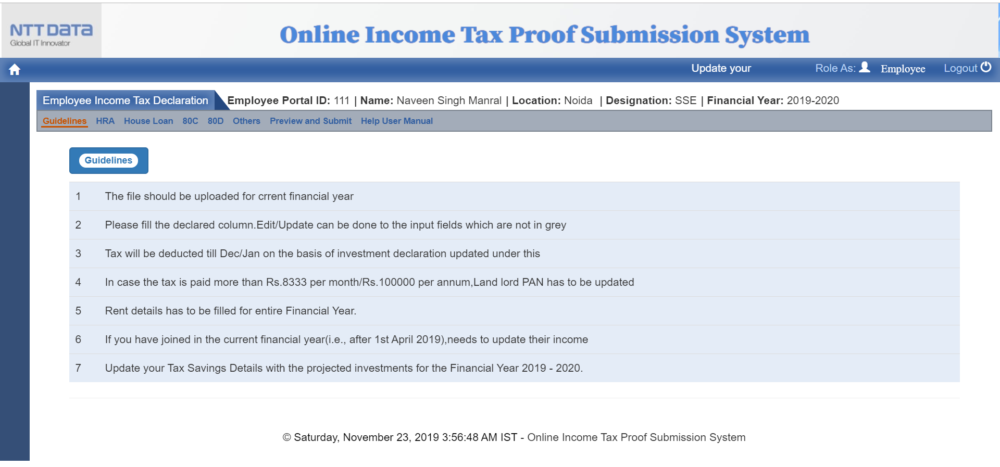 NTT DATA
Global IT Innovator
Online Income Tax Proof Submission System
Update your
Role As:
Employee
Logout
Employee Income Tax Declaration
Employee Portal ID: 111 | Name: Naveen Singh Manral | Location: Noida | Designation: SSE | Financial Year: 2019-2020
Guidelines HRA House Loan 80C 80D Others Preview and Submit Help User Manual
Guidelines
1 The file should be uploaded for crrent financial year
2 Please fill the declared column.Edit/Update can be done to the input fields which are not in grey
3 Tax will be deducted till Dec/Jan on the basis of investment declaration updated under this
4 In case the tax is paid more than Rs.8333 per month/Rs.100000 per annum,Land lord PAN has to be updated
5 Rent details has to be filled for entire Financial Year.
6 If you have joined in the current financial year(i.e., after 1st April 2019),needs to update their income
7 Update your Tax Savings Details with the projected investments for the Financial Year 2019 - 2020.
© Saturday, November 23, 2019 3:56:48 AM IST - Online Income Tax Proof Submission System